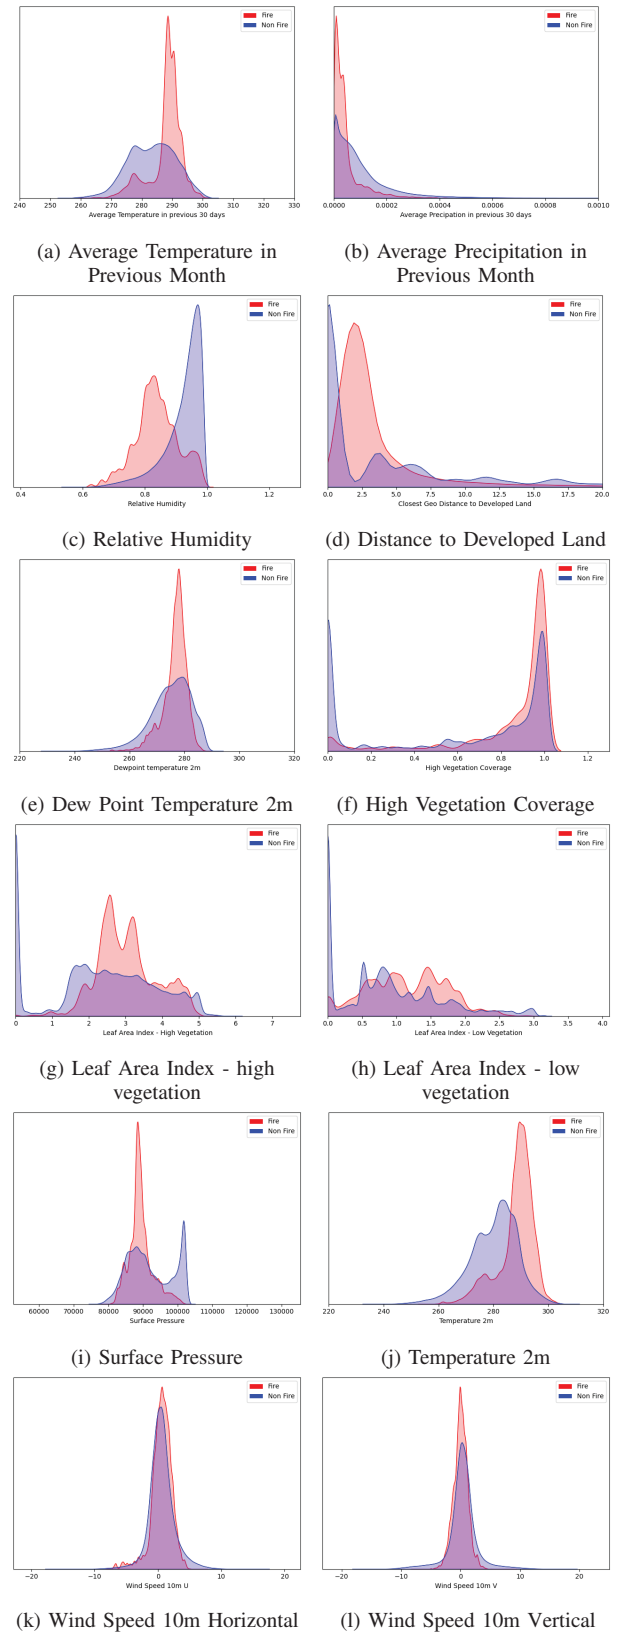 Fire
Non Fire
240 250 260 270 280 290 300 310 320 330
Average Temperature in previous 30 days
(a) Average Temperature in
Previous Month
Fire
Non Fire
0.0000 0.0002 0.0004 0.0006 0.0008 0.0010
Average Precipation in previous 30 days
(b) Average Precipitation in
Previous Month
Fire
Non Fire
0.4 0.6 0.8 1.0 1.2
Relative Humidity
(c) Relative Humidity
Fire
Non Fire
0.0 2.5 5.0 7.5 10.0 12.5 15.0 17.5 20.0
Closest Geo Distance to Developed Land
(d) Distance to Developed Land
Fire
Non Fire
220 240 260 280 300 320
Dewpoint temperature 2m
(e) Dew Point Temperature 2m
Fire
Non Fire
0.0 0.2 0.4 0.6 0.8 1.0 1.2
High Vegetation Coverage
(f) High Vegetation Coverage
Fire
Non Fire
0 1 2 3 4 5 6 7
Leaf Area Index - High Vegetation
(g) Leaf Area Index - high
vegetation
Fire
Non Fire
0.0 0.5 1.0 1.5 2.0 2.5 3.0 3.5 4.0
Leaf Area Index - Low Vegetation
(h) Leaf Area Index - low
vegetation
Fire
Non Fire
60000 70000 80000 90000 100000 110000 120000 130000
Surface Pressure
(i) Surface Pressure
Fire
Non Fire
220 240 260 280 300 320
Temperature 2m
(j) Temperature 2m
Fire
Non Fire
−20 −10 0 10 20
Wind Speed 10m U
(k) Wind Speed 10m Horizontal
Fire
Non Fire
−20 −10 0 10 20
Wind Speed 10m V
(l) Wind Speed 10m Vertical